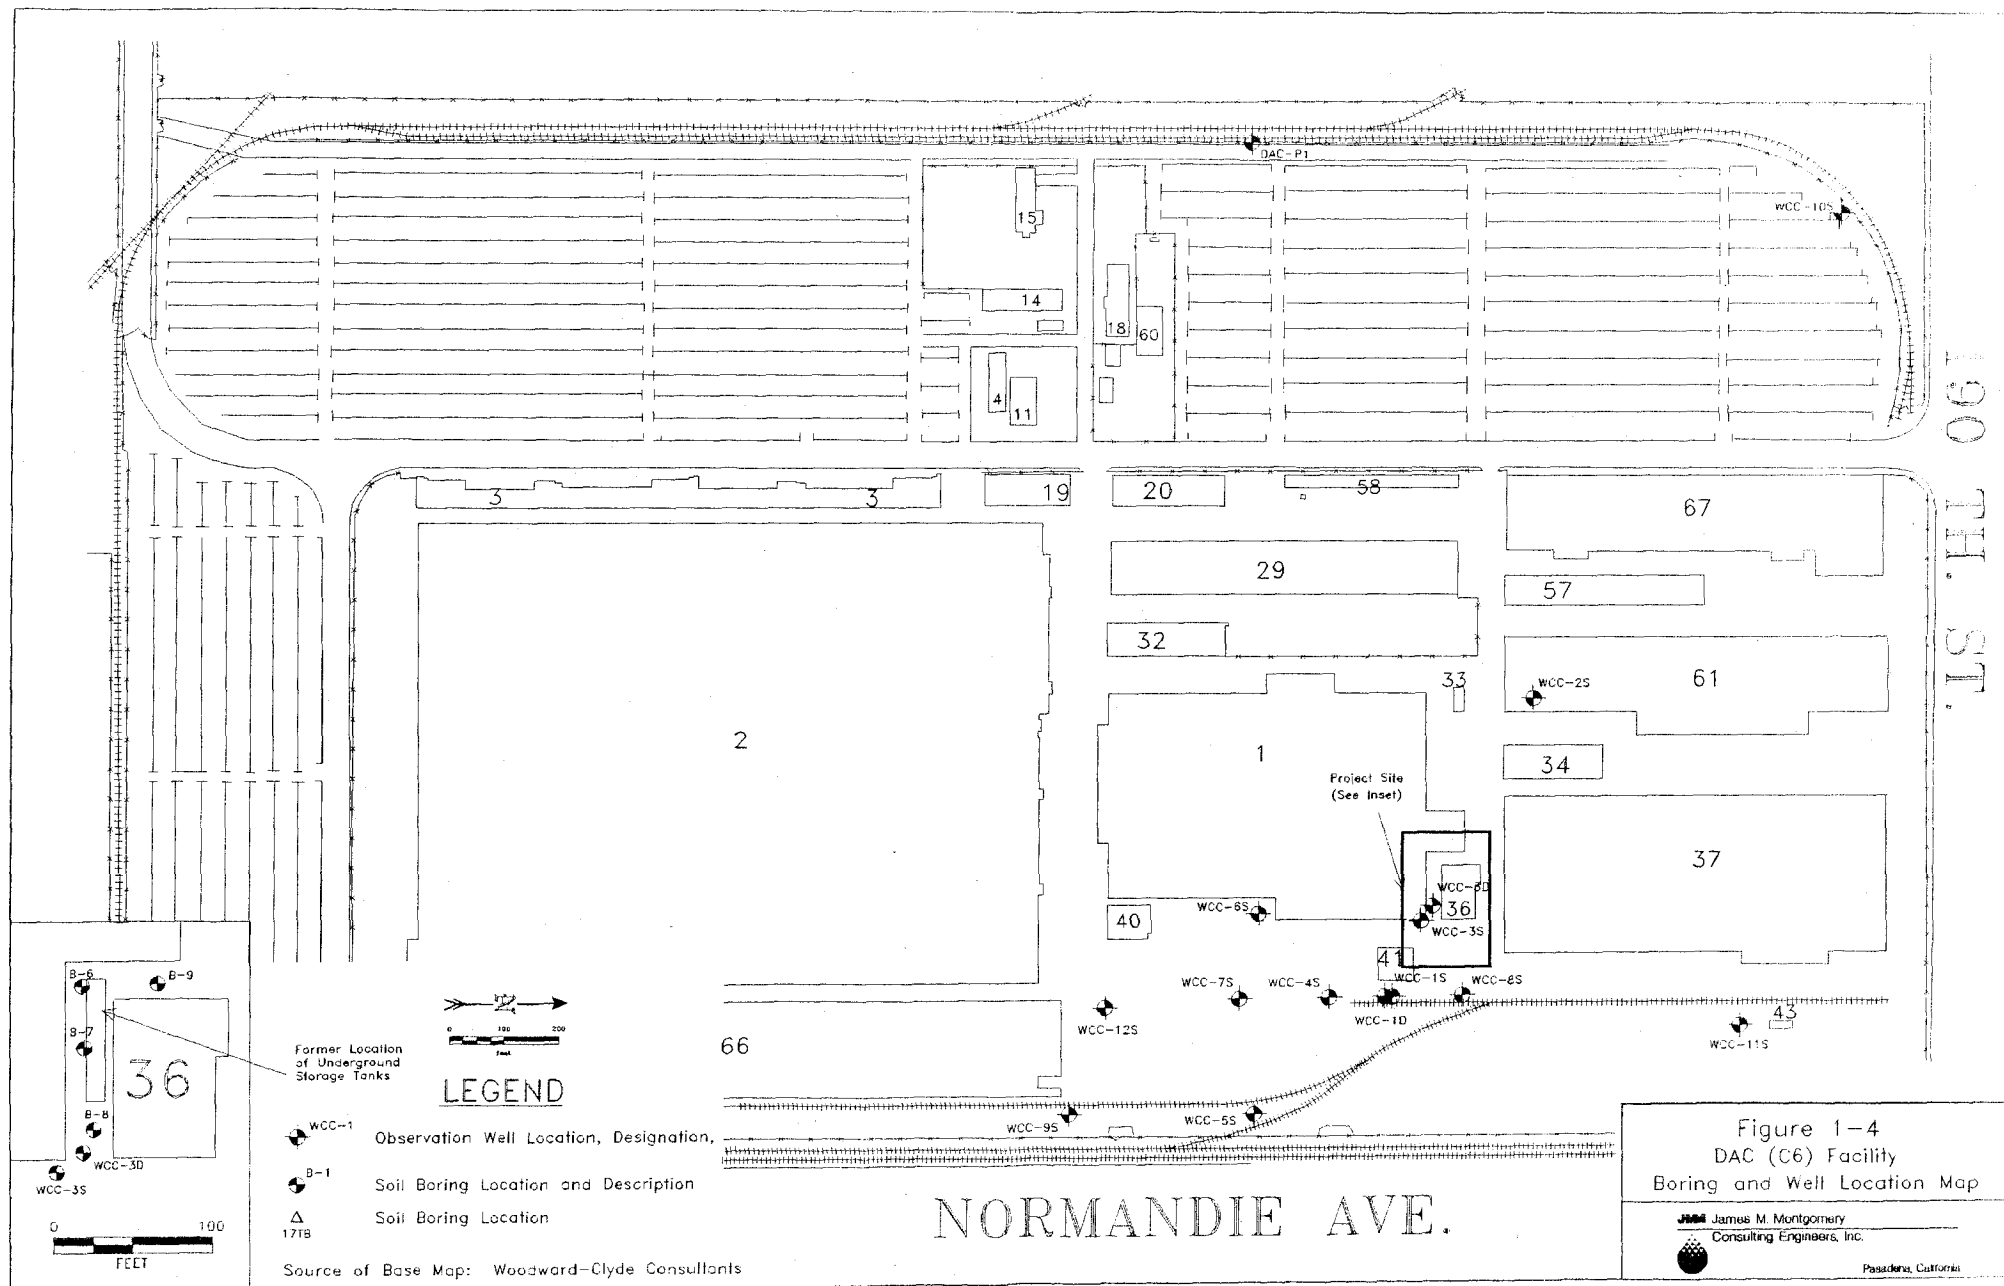 DAC-P1
WCC-10S
15
14
18
60
4
11
190 TH. ST.
3
3
19
20
58
67
29
57
32
33
61
WCC-2S
2
1
34
Project Site
(See Inset)
37
36
WCC-3S
40
WCC-6S
41
WCC-1S
WCC-7S
WCC-4S
WCC-8S
WCC-1D
WCC-12S
43
WCC-11S
66
WCC-9S
WCC-5S
NORMANDIE AVE.
B-6
B-9
B-7
36
B-8
WCC-3D
WCC-3S
0 100
FEET
Former Location
of Underground
Storage Tanks
0 100 200
feet
LEGEND
WCC-1 Observation Well Location, Designation,
B-1 Soil Boring Location and Description
17TB Soil Boring Location
Source of Base Map: Woodward-Clyde Consultants
Figure 1-4
DAC (C6) Facility
Boring and Well Location Map
JMM James M. Montgomery
Consulting Engineers, Inc.
Pasadena, California